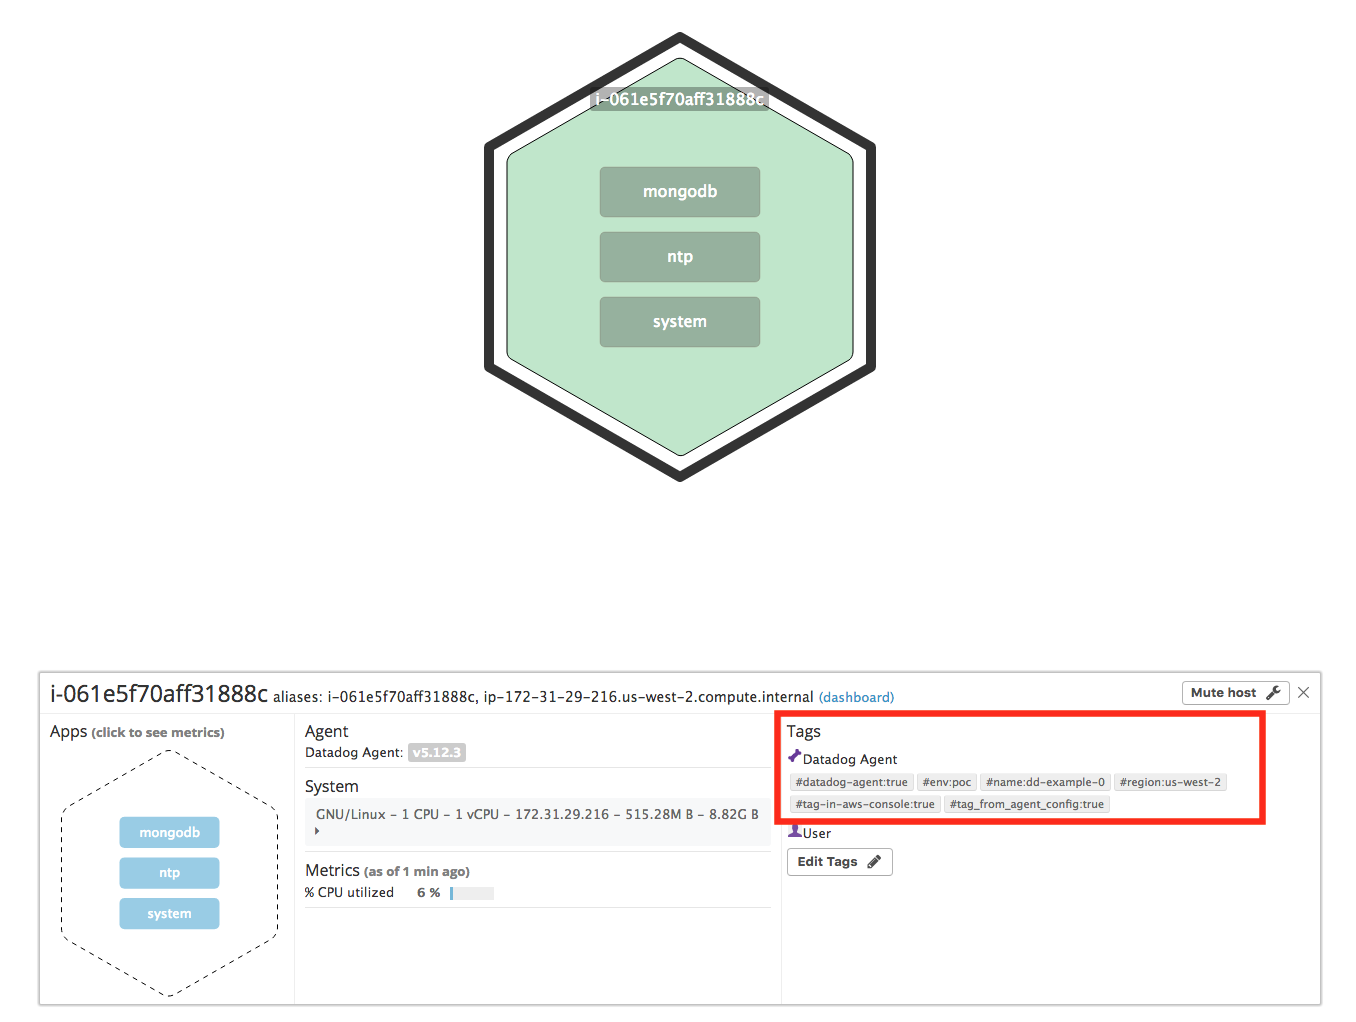 i-061e5f70aff31888c
mongodb
ntp
system
i-061e5f70aff31888c aliases: i-061e5f70aff31888c, ip-172-31-29-216.us-west-2.compute.internal (dashboard)
Mute host
Apps (click to see metrics)
mongodb
ntp
system
Agent
Datadog Agent: v5.12.3
System
GNU/Linux – 1 CPU – 1 vCPU – 172.31.29.216 – 515.28M B – 8.82G B
Metrics (as of 1 min ago)
% CPU utilized 6 %
Tags
Datadog Agent
#datadog-agent:true #env:poc #name:dd-example-0 #region:us-west-2
#tag-in-aws-console:true #tag_from_agent_config:true
User
Edit Tags